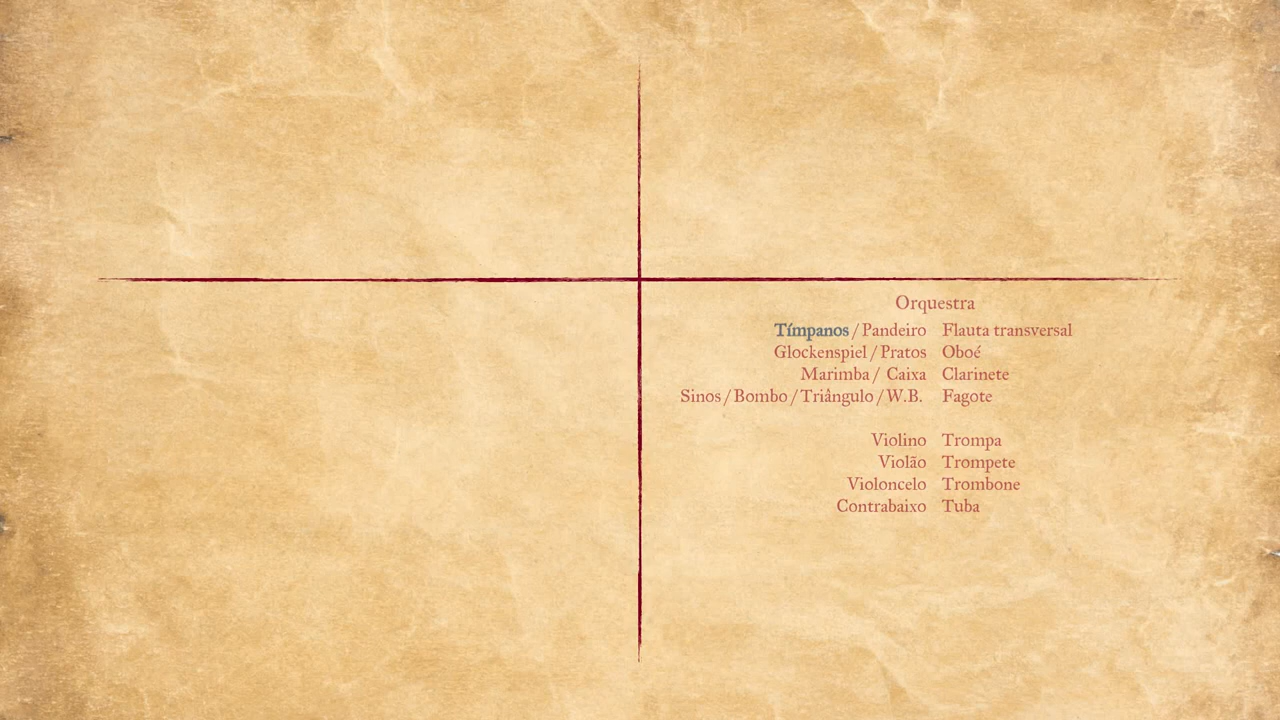 Orquestra
Tímpanos / Pandeiro Flauta transversal
Glockenspiel / Pratos Oboé
Marimba / Caixa Clarinete
Sinos / Bombo / Triângulo / W.B. Fagote
Violino Trompa
Violão Trompete
Violoncelo Trombone
Contrabaixo Tuba